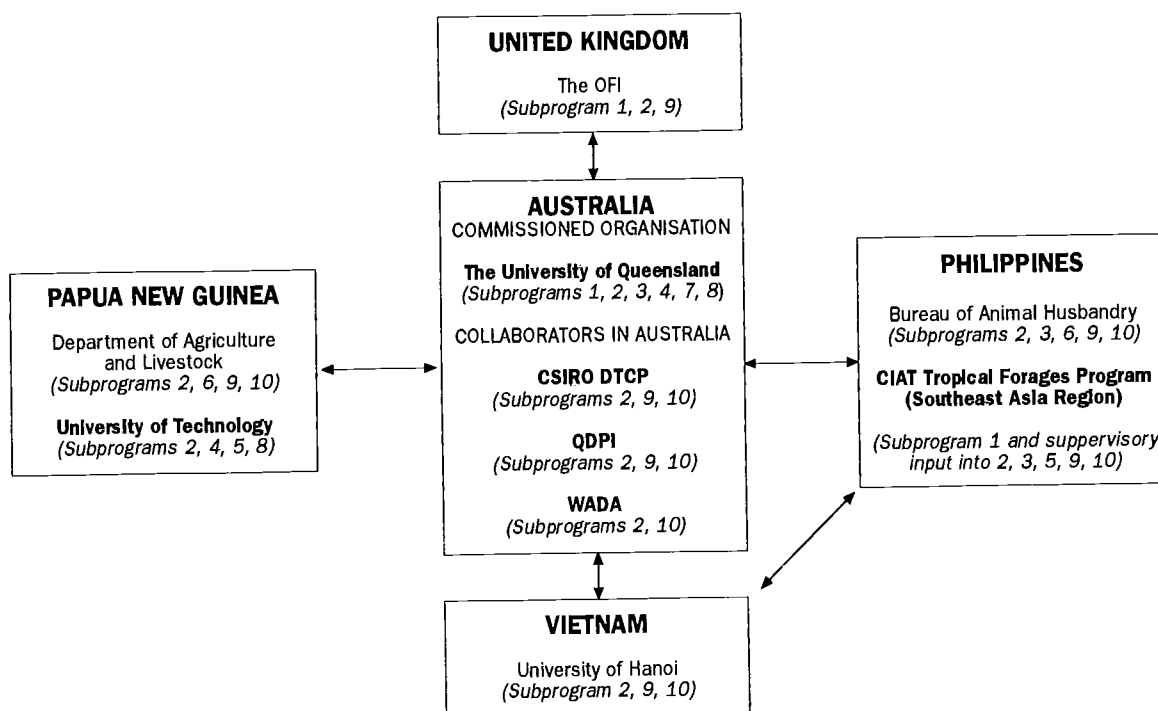 UNITED KINGDOM
The OFI
(Subprogram 1, 2, 9)
AUSTRALIA
COMMISSIONED ORGANISATION
The University of Queensland
(Subprograms 1, 2, 3, 4, 7, 8)
COLLABORATORS IN AUSTRALIA
CSIRO DTCP
(Subprograms 2, 9, 10)
QDPI
(Subprograms 2, 9, 10)
WADA
(Subprograms 2, 10)
PAPUA NEW GUINEA
Department of Agriculture
and Livestock
(Subprograms 2, 6, 9, 10)
University of Technology
(Subprograms 2, 4, 5, 8)
PHILIPPINES
Bureau of Animal Husbandry
(Subprograms 2, 3, 6, 9, 10)
CIAT Tropical Forages Program
(Southeast Asia Region)
(Subprogram 1 and suppervisory
input into 2, 3, 5, 9, 10)
VIETNAM
University of Hanoi
(Subprogram 2, 9, 10)